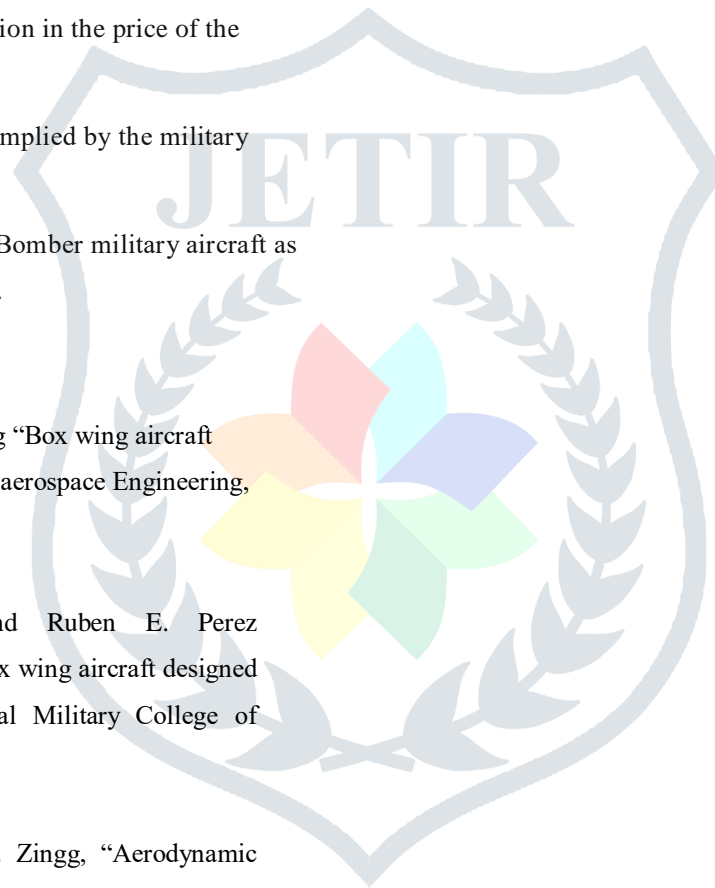 ion in the price of the
mplied by the military
JETIR
Bomber military aircraft as
.
g “Box wing aircraft
aerospace Engineering,
nd Ruben E. Perez
x wing aircraft designed
al Military College of
Zingg, “Aerodynamic